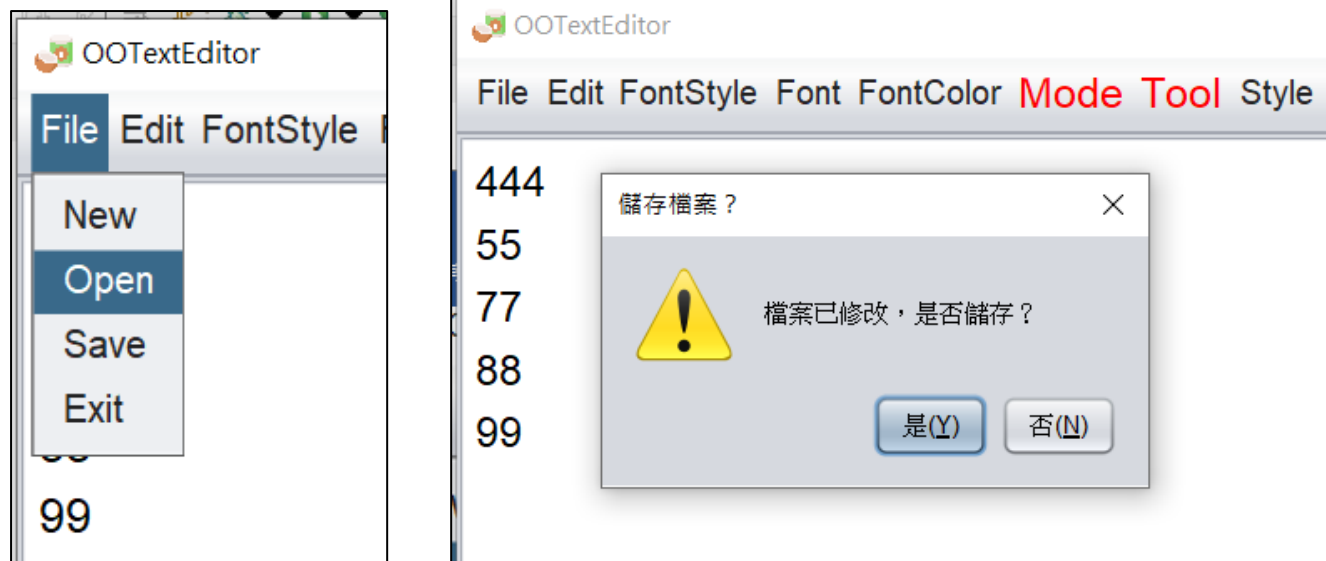 OOTextEditor
File Edit FontStyle
New
Open
Save
Exit
99
OOTextEditor
File Edit FontStyle Font FontColor Mode Tool Style
444
55
77
88
99
儲存檔案？
檔案已修改，是否儲存？
是(Y) 否(N)